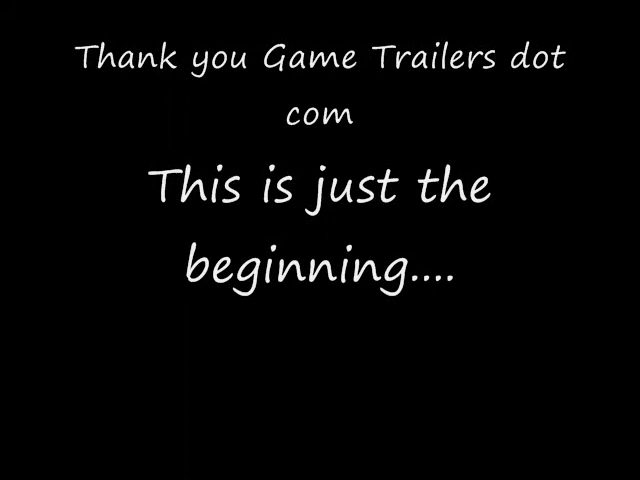 Thank you Game Trailers dot
com
This is just the
beginning....